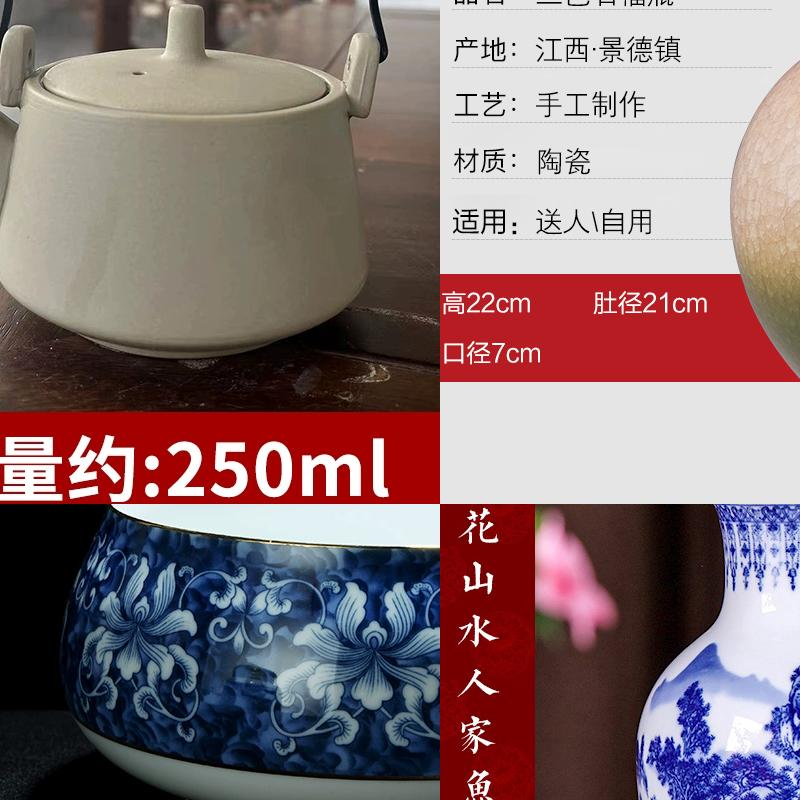 产地：江西·景德镇
工艺：手工制作
材质：陶瓷
适用：送人\自用
高22cm 肚径21cm
口径7cm
量约:250ml
花山水人家魚